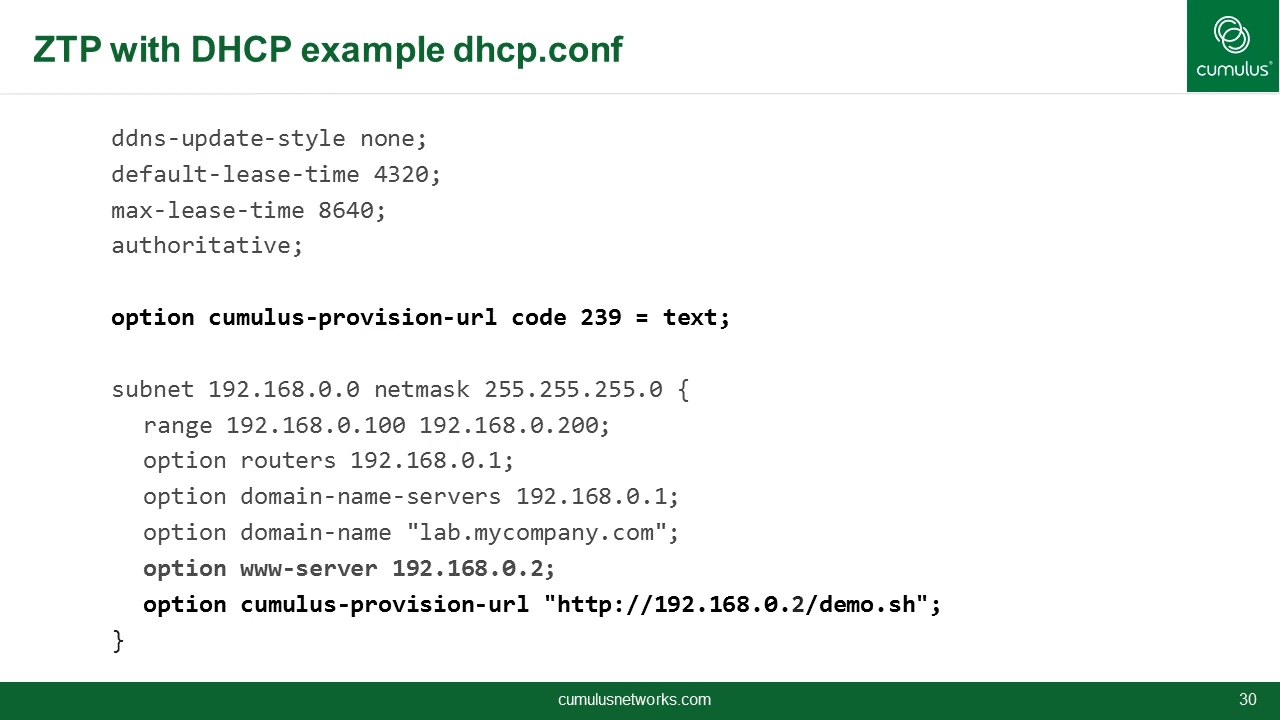 ZTP with DHCP example dhcp.conf
cumulus®
ddns-update-style none;
default-lease-time 4320;
max-lease-time 8640;
authoritative;
option cumulus-provision-url code 239 = text;
subnet 192.168.0.0 netmask 255.255.255.0 {
range 192.168.0.100 192.168.0.200;
option routers 192.168.0.1;
option domain-name-servers 192.168.0.1;
option domain-name "lab.mycompany.com";
option www-server 192.168.0.2;
option cumulus-provision-url "http://192.168.0.2/demo.sh";
}
cumulusnetworks.com
30